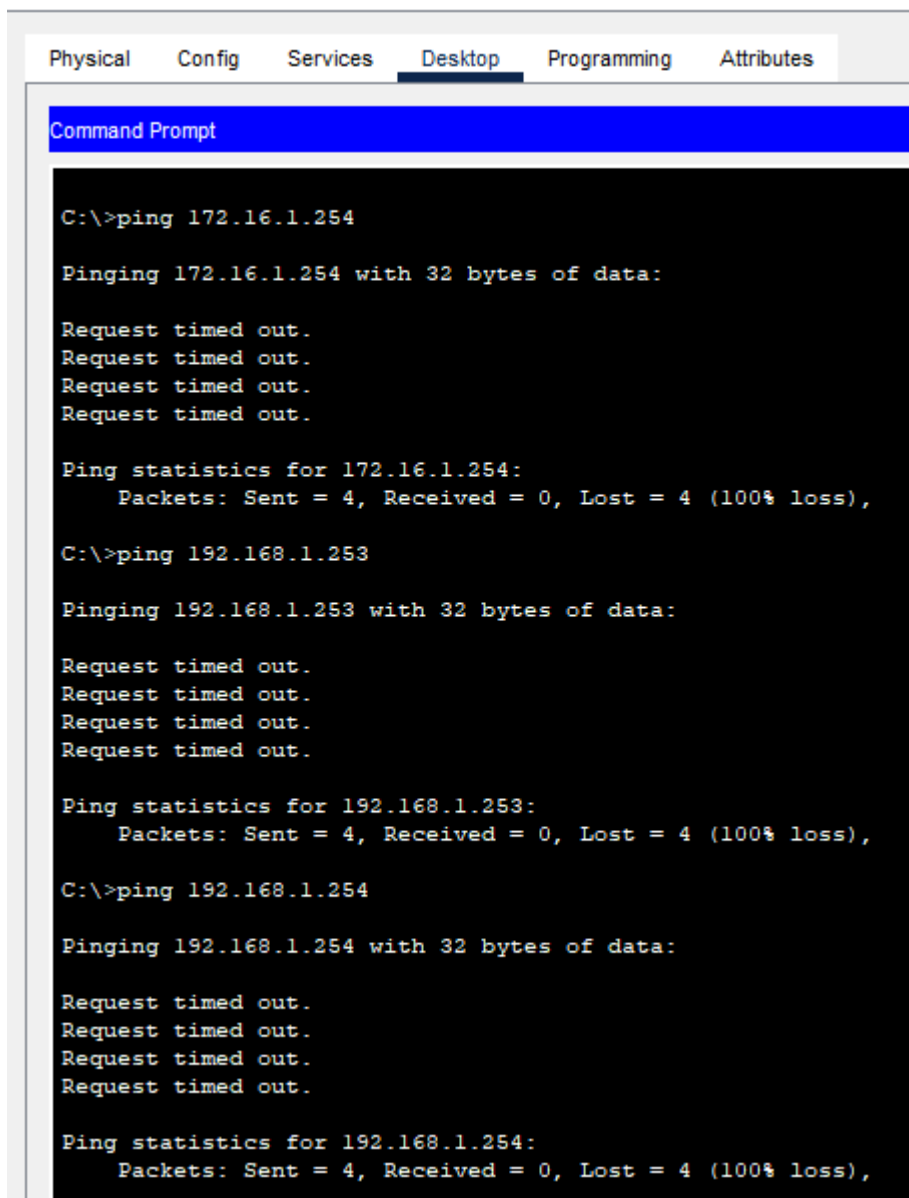 Physical Config Services Desktop Programming Attributes
Command Prompt
C:\>ping 172.16.1.254
Pinging 172.16.1.254 with 32 bytes of data:
Request timed out.
Request timed out.
Request timed out.
Request timed out.
Ping statistics for 172.16.1.254:
Packets: Sent = 4, Received = 0, Lost = 4 (100% loss),
C:\>ping 192.168.1.253
Pinging 192.168.1.253 with 32 bytes of data:
Request timed out.
Request timed out.
Request timed out.
Request timed out.
Ping statistics for 192.168.1.253:
Packets: Sent = 4, Received = 0, Lost = 4 (100% loss),
C:\>ping 192.168.1.254
Pinging 192.168.1.254 with 32 bytes of data:
Request timed out.
Request timed out.
Request timed out.
Request timed out.
Ping statistics for 192.168.1.254:
Packets: Sent = 4, Received = 0, Lost = 4 (100% loss),